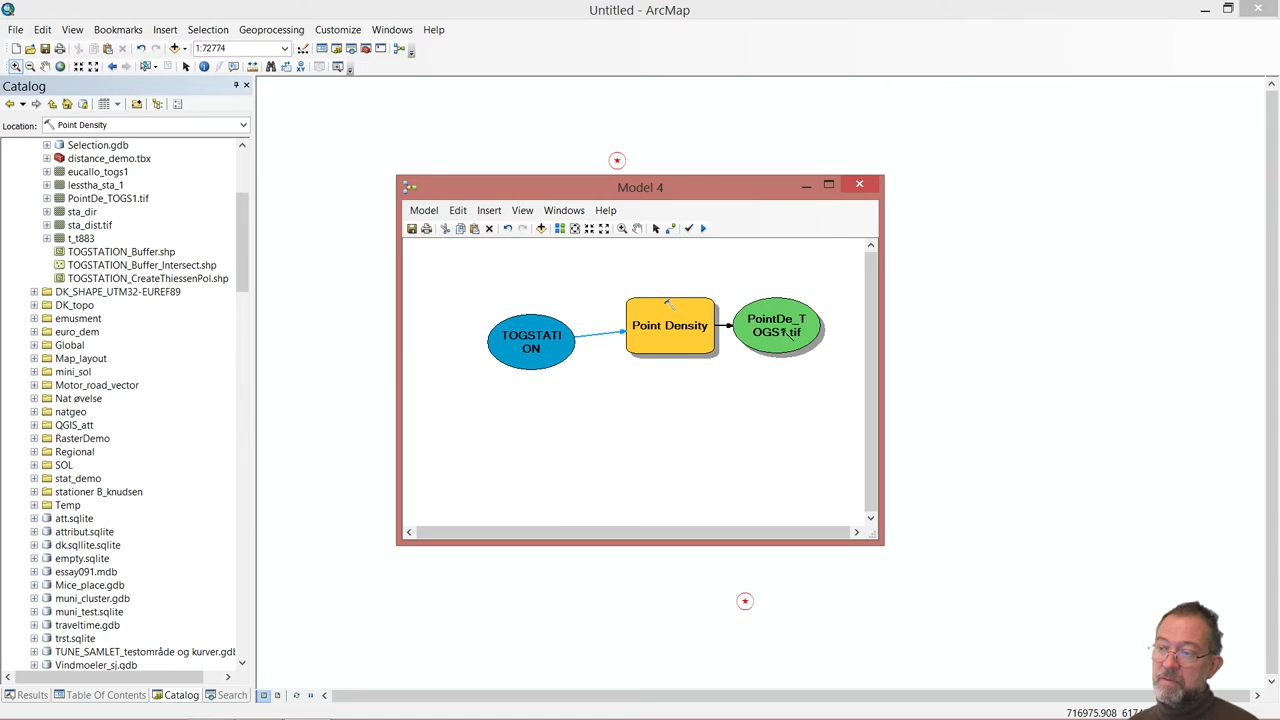 Untitled - ArcMap
File Edit View Bookmarks Insert Selection Geoprocessing Customize Windows Help
1:72774
Catalog
Location: Point Density
Selection.gdb
distance_demo.tbx
eucallo_togs1
lesstha_sta_1
PointDe_TOGS1.tif
sta_dir
sta_dist.tif
t_t883
TOGSTATION_Buffer.shp
TOGSTATION_Buffer_Intersect.shp
TOGSTATION_CreateThiessenPol.shp
DK_SHAPE_UTM32-EUREF89
DK_topo
emusment
euro_dem
Global
Map_layout
mini_sol
Motor_road_vector
Nat øvelse
natgeo
QGIS_att
RasterDemo
Regional
SOL
stat_demo
stationer B_knudsen
Temp
att.sqlite
attribut.sqlite
dk.sqllite.sqlite
empty.sqlite
essay091.mdb
Mice_place.gdb
muni_998.gdb
muni_test.sqlite
traveltime.gdb
trst.sqlite
TUNE_SAMLET_testområde og kurver.gdb
Vindmoeler_sj.gdb
Results Table Of Contents Catalog Search
Model 4
Model Edit Insert View Windows Help
TOGSTATI
ON
Point Density
PointDe_T
OGS1.tif
716975.908 6174